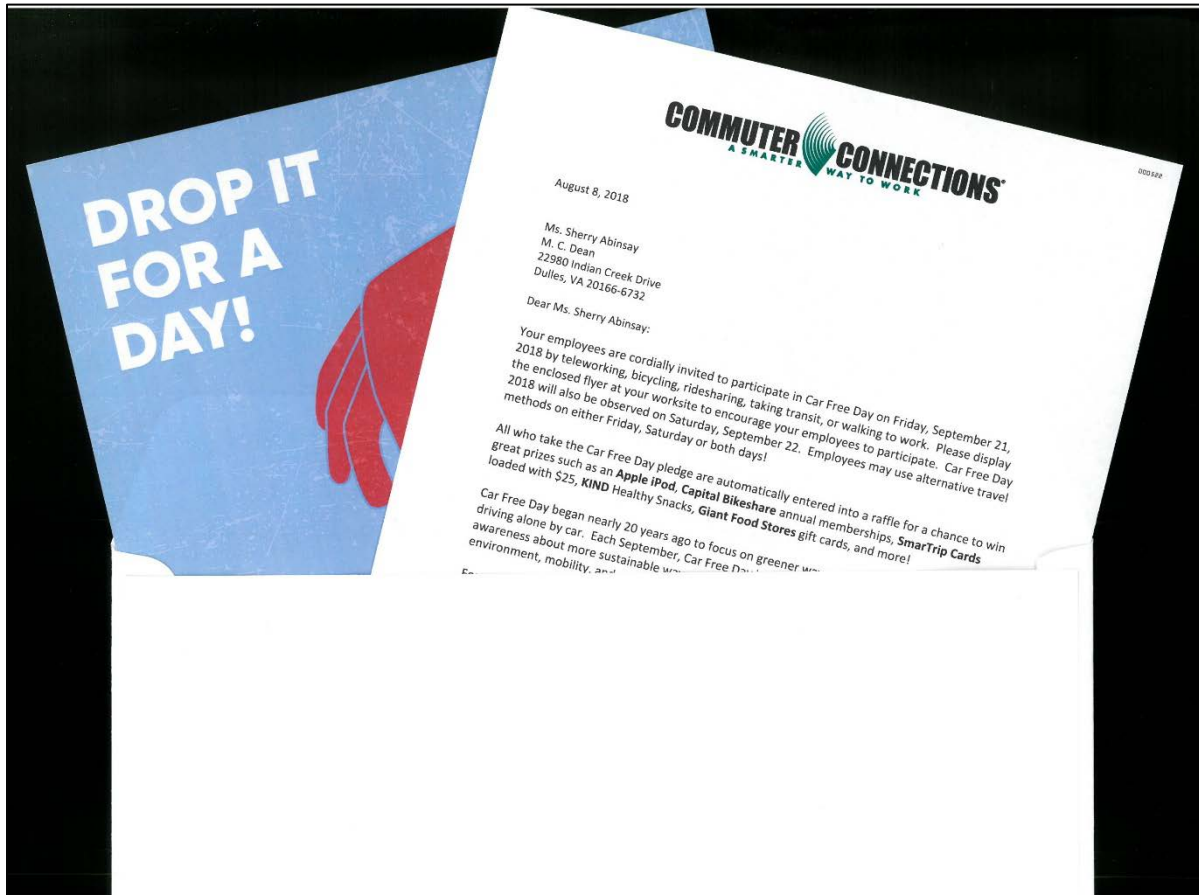 DROP IT
FOR A
DAY!
COMMUTER CONNECTIONS®
A SMARTER WAY TO WORK
000522
August 8, 2018
Ms. Sherry Abinsay
M. C. Dean
22980 Indian Creek Drive
Dulles, VA 20166-6732
Dear Ms. Sherry Abinsay:
Your employees are cordially invited to participate in Car Free Day on Friday, September 21,
2018 by teleworking, bicycling, ridesharing, taking transit, or walking to work. Please display
the enclosed flyer at your worksite to encourage your employees to participate. Car Free Day
2018 will also be observed on Saturday, September 22. Employees may use alternative travel
methods on either Friday, Saturday or both days!
All who take the Car Free Day pledge are automatically entered into a raffle for a chance to win
great prizes such as an Apple iPod, Capital Bikeshare annual memberships, SmarTrip Cards
loaded with $25, KIND Healthy Snacks, Giant Food Stores gift cards, and more!
Car Free Day began nearly 20 years ago to focus on greener
driving alone by car. Each September, Car Free Day
awareness about more sustainable
environment, mobility, and